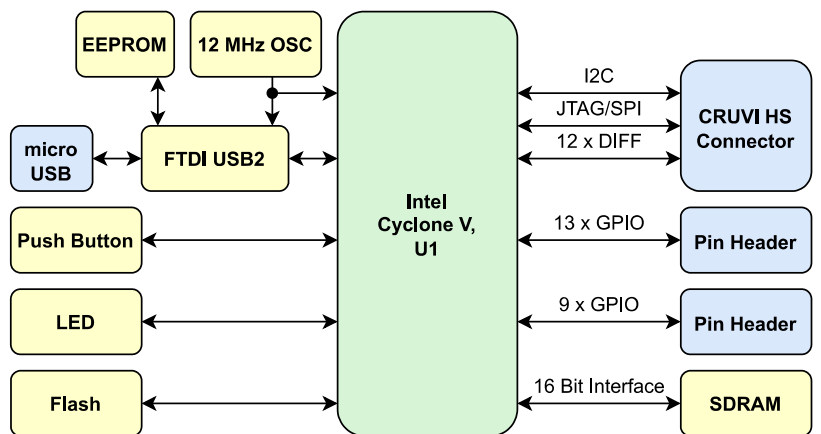 EEPROM
12 MHz OSC
micro
USB
FTDI USB2
Push Button
LED
Flash
Intel
Cyclone V,
U1
I2C
JTAG/SPI
12 x DIFF
CRUVI HS
Connector
13 x GPIO
Pin Header
9 x GPIO
Pin Header
16 Bit Interface
SDRAM